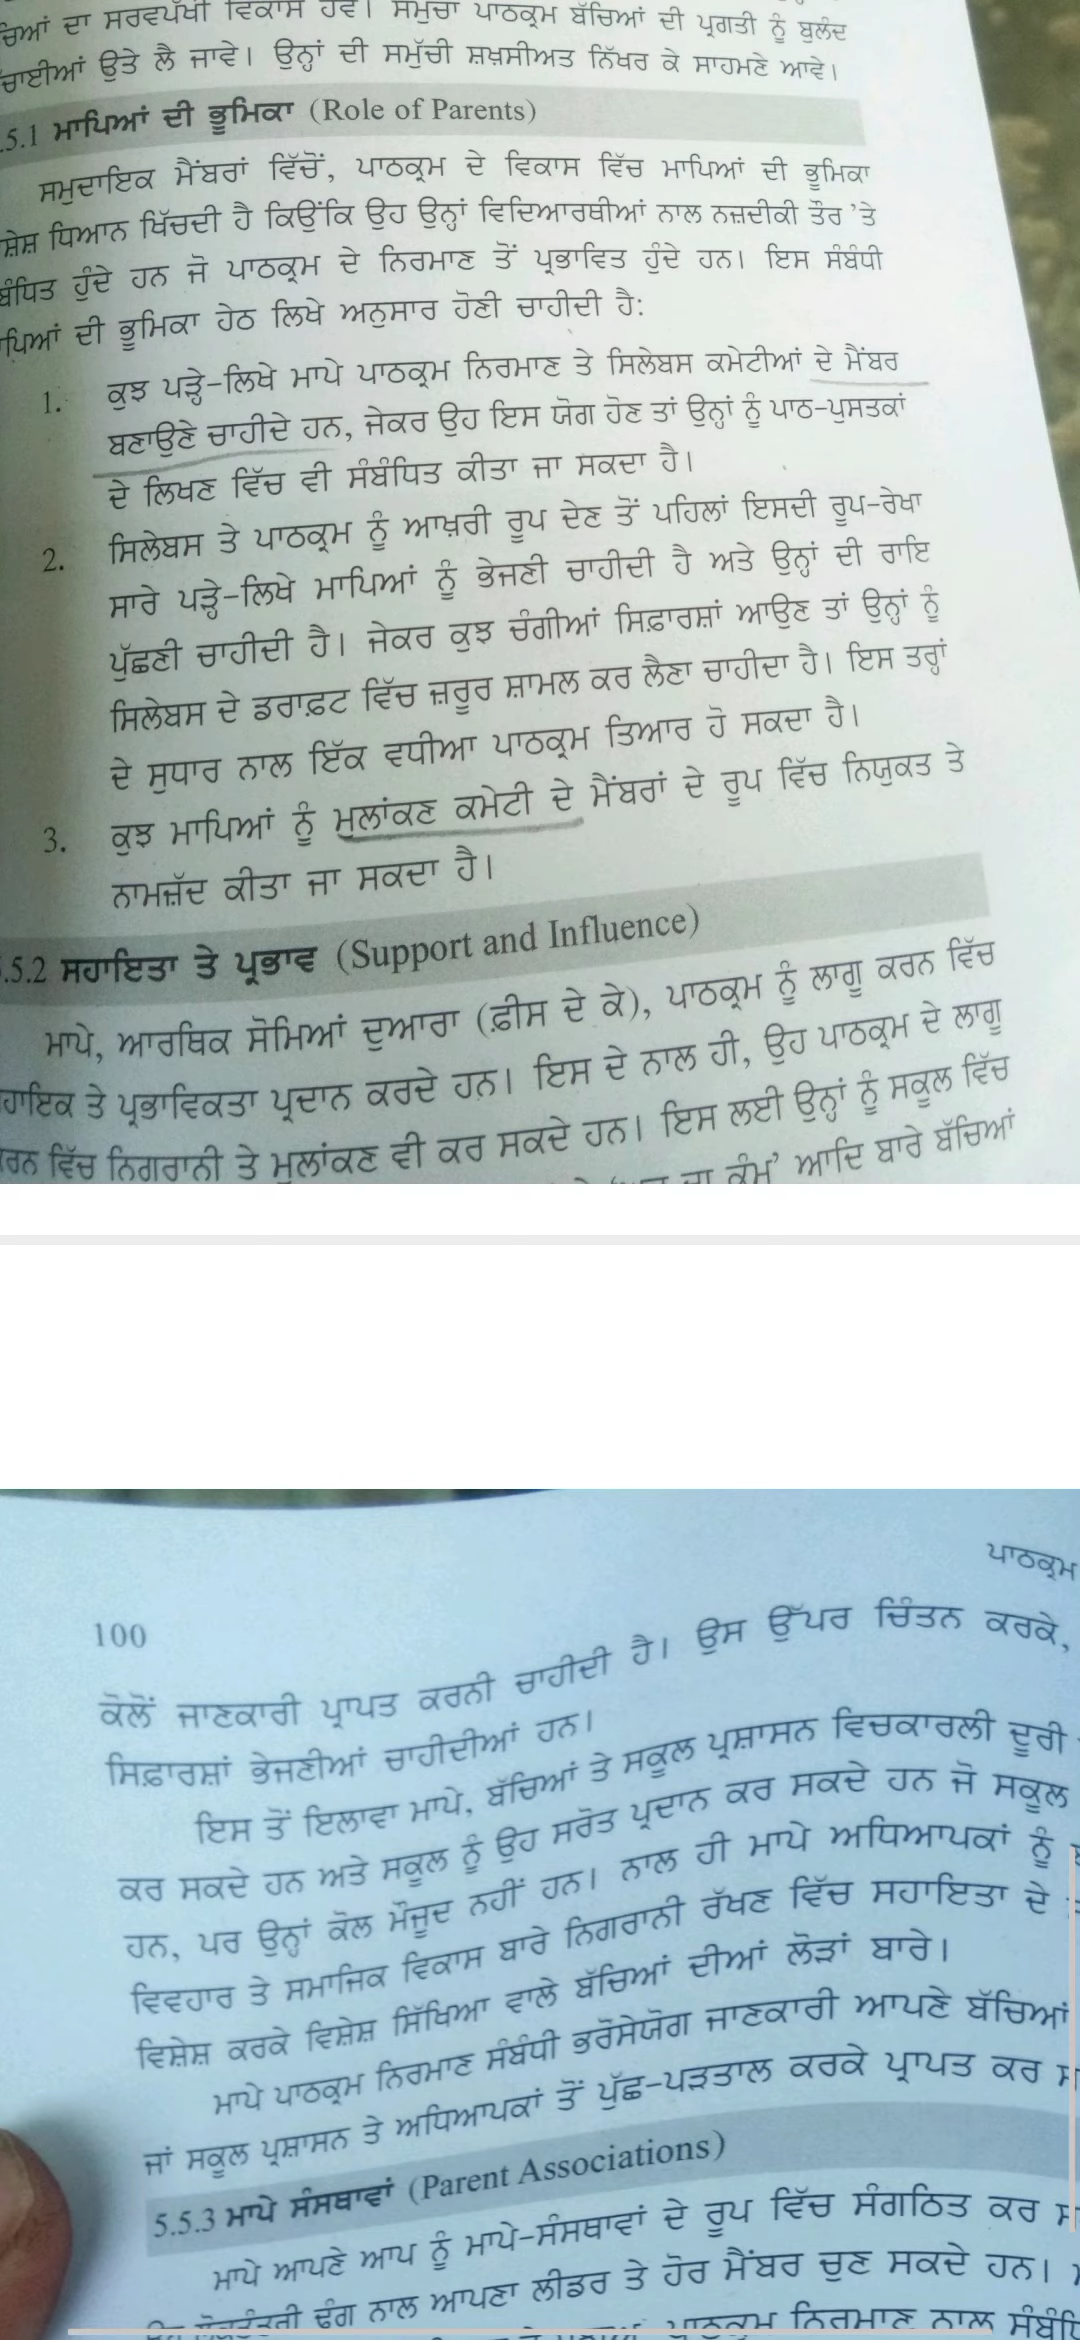 ਚਿਆਂ ਦਾ ਸਰਵਪੱਖੀ ਵਿਕਾਸ ਹੋਵੇ। ਸਮੁੱਚਾ ਪਾਠਕ੍ਰਮ ਬੱਚਿਆਂ ਦੀ ਪ੍ਰਗਤੀ ਨੂੰ ਬੁਲੰਦ
ਚਾਈਆਂ ਉਤੇ ਲੈ ਜਾਵੇ। ਉਨ੍ਹਾਂ ਦੀ ਸਮੁੱਚੀ ਸ਼ਖ਼ਸੀਅਤ ਨਿੱਖਰ ਕੇ ਸਾਹਮਣੇ ਆਵੇ।
.5.1 ਮਾਪਿਆਂ ਦੀ ਭੂਮਿਕਾ (Role of Parents)
ਸਮੁਦਾਇਕ ਮੈਂਬਰਾਂ ਵਿੱਚੋਂ, ਪਾਠਕ੍ਰਮ ਦੇ ਵਿਕਾਸ ਵਿੱਚ ਮਾਪਿਆਂ ਦੀ ਭੂਮਿਕਾ
ਸ਼ੇਸ਼ ਧਿਆਨ ਖਿੱਚਦੀ ਹੈ ਕਿਉਂਕਿ ਉਹ ਉਨ੍ਹਾਂ ਵਿਦਿਆਰਥੀਆਂ ਨਾਲ ਨਜ਼ਦੀਕੀ ਤੌਰ 'ਤੇ
ਬੰਧਿਤ ਹੁੰਦੇ ਹਨ ਜੋ ਪਾਠਕ੍ਰਮ ਦੇ ਨਿਰਮਾਣ ਤੋਂ ਪ੍ਰਭਾਵਿਤ ਹੁੰਦੇ ਹਨ। ਇਸ ਸੰਬੰਧੀ
ਪਿਆਂ ਦੀ ਭੂਮਿਕਾ ਹੇਠ ਲਿਖੇ ਅਨੁਸਾਰ ਹੋਣੀ ਚਾਹੀਦੀ ਹੈ:
1. ਕੁਝ ਪੜ੍ਹੇ-ਲਿਖੇ ਮਾਪੇ ਪਾਠਕ੍ਰਮ ਨਿਰਮਾਣ ਤੇ ਸਿਲੇਬਸ ਕਮੇਟੀਆਂ ਦੇ ਮੈਂਬਰ
ਬਣਾਉਣੇ ਚਾਹੀਦੇ ਹਨ, ਜੇਕਰ ਉਹ ਇਸ ਯੋਗ ਹੋਣ ਤਾਂ ਉਨ੍ਹਾਂ ਨੂੰ ਪਾਠ-ਪੁਸਤਕਾਂ
ਦੇ ਲਿਖਣ ਵਿੱਚ ਵੀ ਸੰਬੰਧਿਤ ਕੀਤਾ ਜਾ ਸਕਦਾ ਹੈ।
2. ਸਿਲੇਬਸ ਤੇ ਪਾਠਕ੍ਰਮ ਨੂੰ ਆਖ਼ਰੀ ਰੂਪ ਦੇਣ ਤੋਂ ਪਹਿਲਾਂ ਇਸਦੀ ਰੂਪ-ਰੇਖਾ
ਸਾਰੇ ਪੜ੍ਹੇ-ਲਿਖੇ ਮਾਪਿਆਂ ਨੂੰ ਭੇਜਣੀ ਚਾਹੀਦੀ ਹੈ ਅਤੇ ਉਨ੍ਹਾਂ ਦੀ ਰਾਇ
ਪੁੱਛਣੀ ਚਾਹੀਦੀ ਹੈ। ਜੇਕਰ ਕੁਝ ਚੰਗੀਆਂ ਸਿਫ਼ਾਰਸ਼ਾਂ ਆਉਣ ਤਾਂ ਉਨ੍ਹਾਂ ਨੂੰ
ਸਿਲੇਬਸ ਦੇ ਡਰਾਫ਼ਟ ਵਿੱਚ ਜ਼ਰੂਰ ਸ਼ਾਮਲ ਕਰ ਲੈਣਾ ਚਾਹੀਦਾ ਹੈ। ਇਸ ਤਰ੍ਹਾਂ
ਦੇ ਸੁਧਾਰ ਨਾਲ ਇੱਕ ਵਧੀਆ ਪਾਠਕ੍ਰਮ ਤਿਆਰ ਹੋ ਸਕਦਾ ਹੈ।
3. ਕੁਝ ਮਾਪਿਆਂ ਨੂੰ ਮੁਲਾਂਕਣ ਕਮੇਟੀ ਦੇ ਮੈਂਬਰਾਂ ਦੇ ਰੂਪ ਵਿੱਚ ਨਿਯੁਕਤ ਤੇ
ਨਾਮਜ਼ੱਦ ਕੀਤਾ ਜਾ ਸਕਦਾ ਹੈ।
.5.2 ਸਹਾਇਤਾ ਤੇ ਪ੍ਰਭਾਵ (Support and Influence)
ਮਾਪੇ, ਆਰਥਿਕ ਸੋਮਿਆਂ ਦੁਆਰਾ (ਫ਼ੀਸ ਦੇ ਕੇ), ਪਾਠਕ੍ਰਮ ਨੂੰ ਲਾਗੂ ਕਰਨ ਵਿੱਚ
ਹਾਇਕ ਤੇ ਪ੍ਰਭਾਵਿਕਤਾ ਪ੍ਰਦਾਨ ਕਰਦੇ ਹਨ। ਇਸ ਦੇ ਨਾਲ ਹੀ, ਉਹ ਪਾਠਕ੍ਰਮ ਦੇ ਲਾਗੂ
ਰਨ ਵਿੱਚ ਨਿਗਰਾਨੀ ਤੇ ਮੁਲਾਂਕਣ ਵੀ ਕਰ ਸਕਦੇ ਹਨ। ਇਸ ਲਈ ਉਨ੍ਹਾਂ ਨੂੰ ਸਕੂਲ ਵਿੱਚ
ਦਾ ਕੰਮ' ਆਦਿ ਬਾਰੇ ਬੱਚਿਆਂ
ਪਾਠਕ੍ਰਮ
100
ਕੋਲੋਂ ਜਾਣਕਾਰੀ ਪ੍ਰਾਪਤ ਕਰਨੀ ਚਾਹੀਦੀ ਹੈ। ਉਸ ਉੱਪਰ ਚਿੰਤਨ ਕਰਕੇ,
ਸਿਫ਼ਾਰਸ਼ਾਂ ਭੇਜਣੀਆਂ ਚਾਹੀਦੀਆਂ ਹਨ।
ਇਸ ਤੋਂ ਇਲਾਵਾ ਮਾਪੇ, ਬੱਚਿਆਂ ਤੇ ਸਕੂਲ ਪ੍ਰਸ਼ਾਸਨ ਵਿਚਕਾਰਲੀ ਦੂਰੀ
ਕਰ ਸਕਦੇ ਹਨ ਅਤੇ ਸਕੂਲ ਨੂੰ ਉਹ ਸਰੋਤ ਪ੍ਰਦਾਨ ਕਰ ਸਕਦੇ ਹਨ ਜੋ ਸਕੂਲ
ਹਨ, ਪਰ ਉਨ੍ਹਾਂ ਕੋਲ ਮੌਜੂਦ ਨਹੀਂ ਹਨ। ਨਾਲ ਹੀ ਮਾਪੇ ਅਧਿਆਪਕਾਂ ਨੂੰ
ਵਿਵਹਾਰ ਤੇ ਸਮਾਜਿਕ ਵਿਕਾਸ ਬਾਰੇ ਨਿਗਰਾਨੀ ਰੱਖਣ ਵਿੱਚ ਸਹਾਇਤਾ ਦੇ
ਵਿਸ਼ੇਸ਼ ਕਰਕੇ ਵਿਸ਼ੇਸ਼ ਸਿੱਖਿਆ ਵਾਲੇ ਬੱਚਿਆਂ ਦੀਆਂ ਲੋੜਾਂ ਬਾਰੇ।
ਮਾਪੇ ਪਾਠਕ੍ਰਮ ਨਿਰਮਾਣ ਸੰਬੰਧੀ ਭਰੋਸੇਯੋਗ ਜਾਣਕਾਰੀ ਆਪਣੇ ਬੱਚਿਆਂ
ਜਾਂ ਸਕੂਲ ਪ੍ਰਸ਼ਾਸਨ ਤੇ ਅਧਿਆਪਕਾਂ ਤੋਂ ਪੁੱਛ-ਪੜਤਾਲ ਕਰਕੇ ਪ੍ਰਾਪਤ ਕਰ
5.5.3 ਮਾਪੇ ਸੰਸਥਾਵਾਂ (Parent Associations)
ਮਾਪੇ ਆਪਣੇ ਆਪ ਨੂੰ ਮਾਪੇ-ਸੰਸਥਾਵਾਂ ਦੇ ਰੂਪ ਵਿੱਚ ਸੰਗਠਿਤ ਕਰ
ਢੰਗ ਨਾਲ ਆਪਣਾ ਲੀਡਰ ਤੇ ਹੋਰ ਮੈਂਬਰ ਚੁਣ ਸਕਦੇ ਹਨ।
ਪਾਠਕ੍ਰਮ ਨਿਰਮਾਣ ਨਾਲ